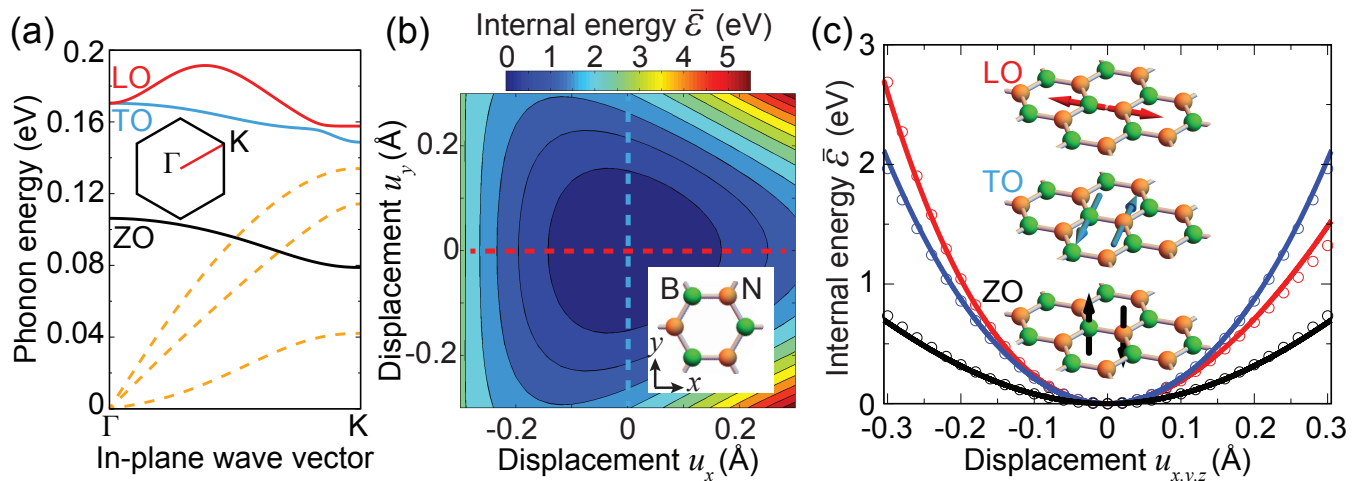 (a)
0.2
0.16
0.12
0.08
0.04
0
Phonon energy (eV)
LO
TO
ZO
Γ
K
Γ
K
In-plane wave vector
(b)
Internal energy ε̄ (eV)
0 1 2 3 4 5
Displacement u_y (Å)
0.2
0
-0.2
B
N
y
x
-0.2 0 0.2
Displacement u_x (Å)
(c)
Internal energy ε̄ (eV)
3
2
1
0
LO
TO
ZO
-0.3 -0.2 -0.1 0 0.1 0.2 0.3
Displacement u_{x,y,z} (Å)